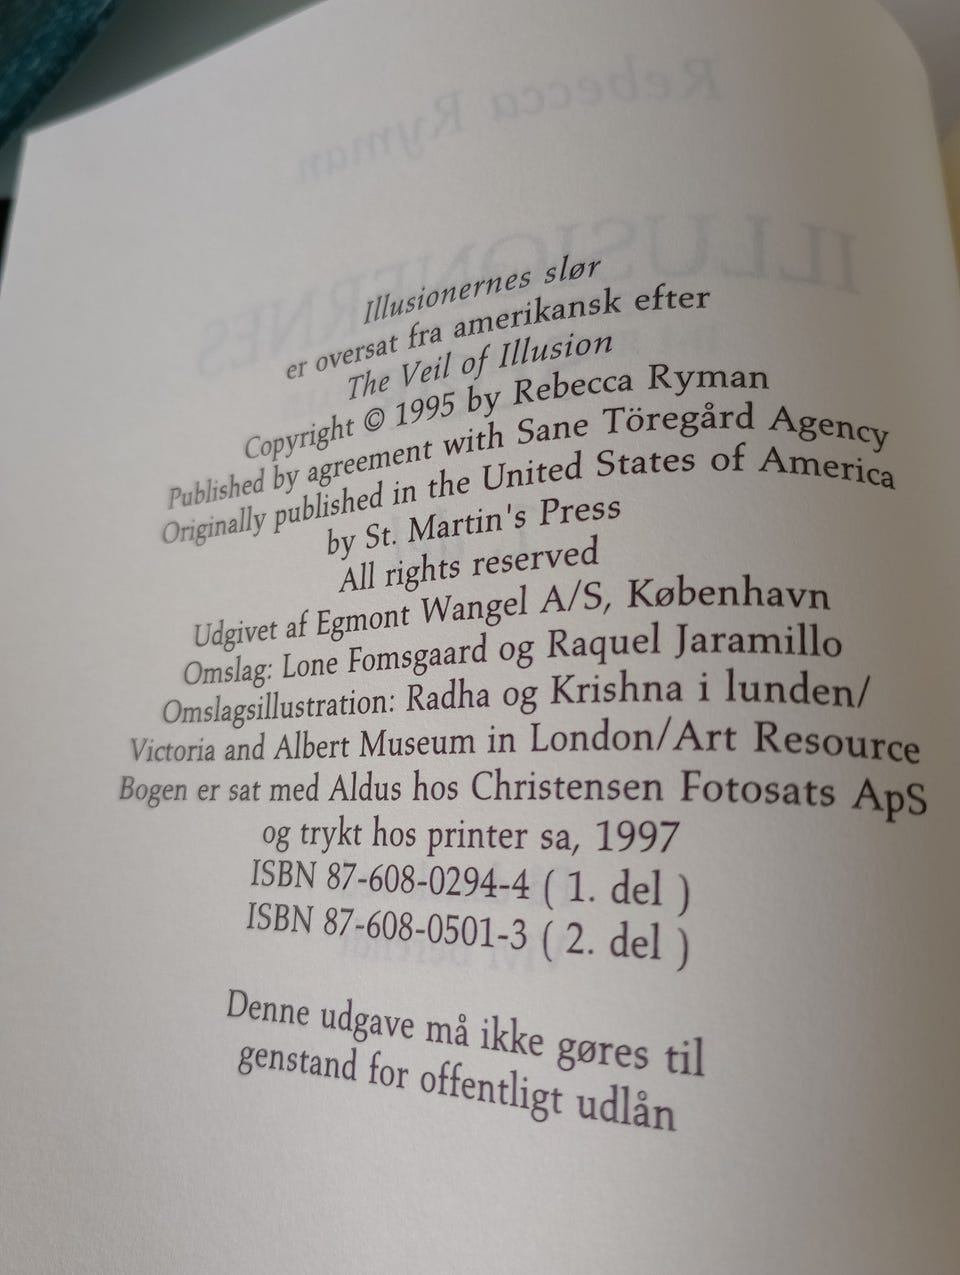 Rebecca Ryman
ILLUSIONERNES
Illusionernes slør
er oversat fra amerikansk efter
The Veil of Illusion
Copyright © 1995 by Rebecca Ryman
Published by agreement with Sane Töregård Agency
Originally published in the United States of America
by St. Martin's Press
All rights reserved
Udgivet af Egmont Wangel A/S, København
Omslag: Lone Fomsgaard og Raquel Jaramillo
Omslagsillustration: Radha og Krishna i lunden/
Victoria and Albert Museum in London/Art Resource
Bogen er sat med Aldus hos Christensen Fotosats ApS
og trykt hos printer sa, 1997
ISBN 87-608-0294-4 ( 1. del )
ISBN 87-608-0501-3 ( 2. del )
Denne udgave må ikke gøres til
genstand for offentligt udlån